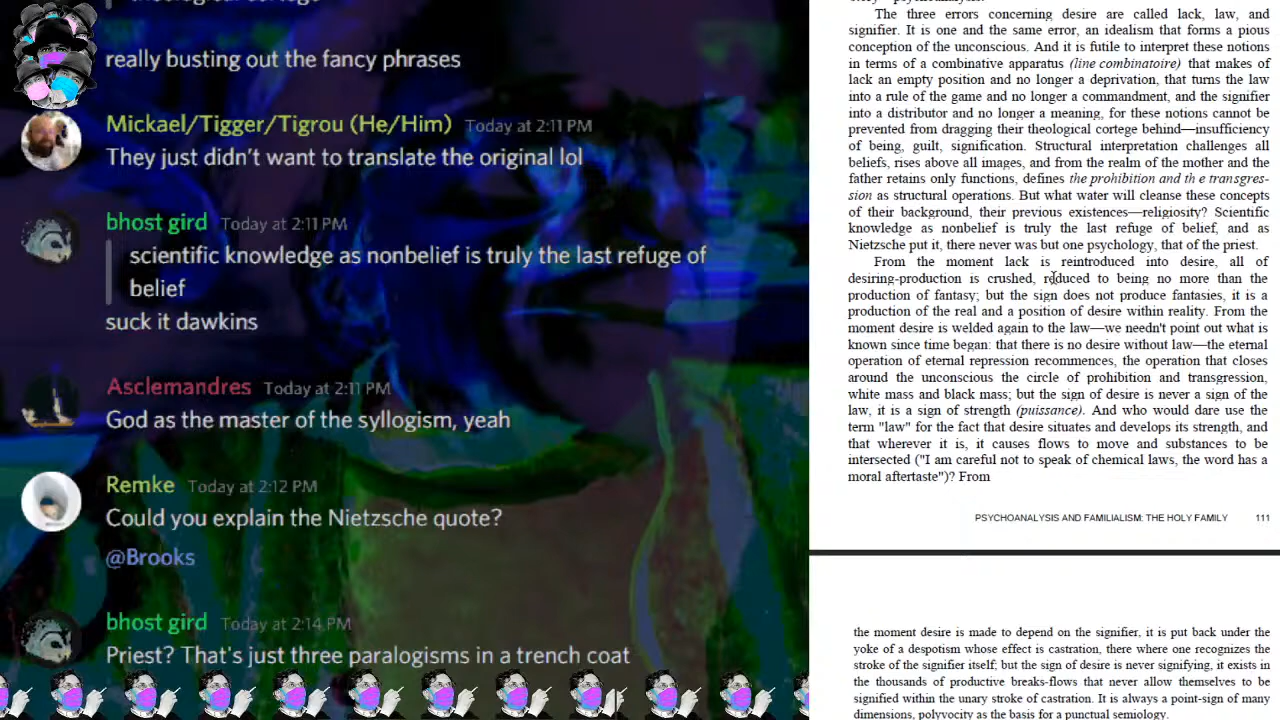 really busting out the fancy phrases
Mickael/Tigger/Tigrou (He/Him) Today at 2:11 PM
They just didn't want to translate the original lol
bhost gird Today at 2:11 PM
scientific knowledge as nonbelief is truly the last refuge of
belief
suck it dawkins
Asclemandres Today at 2:11 PM
God as the master of the syllogism, yeah
Remke Today at 2:12 PM
Could you explain the Nietzsche quote?
@Brooks
bhost gird Today at 2:14 PM
Priest? That's just three paralogisms in a trench coat
The three errors concerning desire are called lack, law, and
signifier. It is one and the same error, an idealism that forms a pious
conception of the unconscious. And it is futile to interpret these notions
in terms of a combinative apparatus (line combinatoire) that makes of
lack an empty position and no longer a deprivation, that turns the law
into a rule of the game and no longer a commandment, and the signifier
into a distributor and no longer a meaning, for these notions cannot be
prevented from dragging their theological cortege behind—insufficiency
of being, guilt, signification. Structural interpretation challenges all
beliefs, rises above all images, and from the realm of the mother and the
father retains only functions, defines the prohibition and th e transgres-
sion as structural operations. But what water will cleanse these concepts
of their background, their previous existences—religiosity? Scientific
knowledge as nonbelief is truly the last refuge of belief, and as
Nietzsche put it, there never was but one psychology, that of the priest.
From the moment lack is reintroduced into desire, all of
desiring-production is crushed, reduced to being no more than the
production of fantasy; but the sign does not produce fantasies, it is a
production of the real and a position of desire within reality. From the
moment desire is welded again to the law—we needn't point out what is
known since time began: that there is no desire without law—the eternal
operation of eternal repression recommences, the operation that closes
around the unconscious the circle of prohibition and transgression,
white mass and black mass; but the sign of desire is never a sign of the
law, it is a sign of strength (puissance). And who would dare use the
term "law" for the fact that desire situates and develops its strength, and
that wherever it is, it causes flows to move and substances to be
intersected ("I am careful not to speak of chemical laws, the word has a
moral aftertaste")? From
PSYCHOANALYSIS AND FAMILIALISM: THE HOLY FAMILY 111
the moment desire is made to depend on the signifier, it is put back under the
yoke of a despotism whose effect is castration, there where one recognizes the
stroke of the signifier itself; but the sign of desire is never signifying, it exists in
the thousands of productive breaks-flows that never allow themselves to be
signified within the unary stroke of castration. It is always a point-sign of many
dimensions, polyvocity as the basis for a punctual semiology.